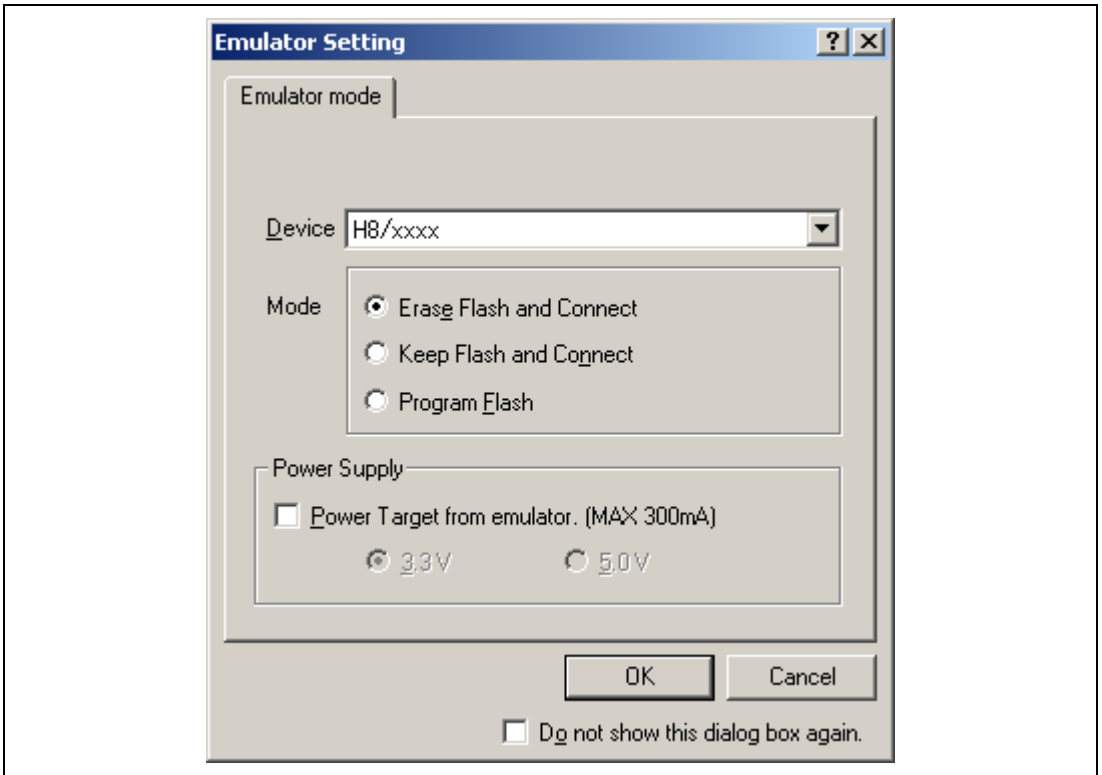 Emulator Setting
Emulator mode
Device H8/xxxx
Mode
Erase Flash and Connect
Keep Flash and Connect
Program Flash
Power Supply
Power Target from emulator. (MAX 300mA)
3.3V 5.0V
OK Cancel
Do not show this dialog box again.